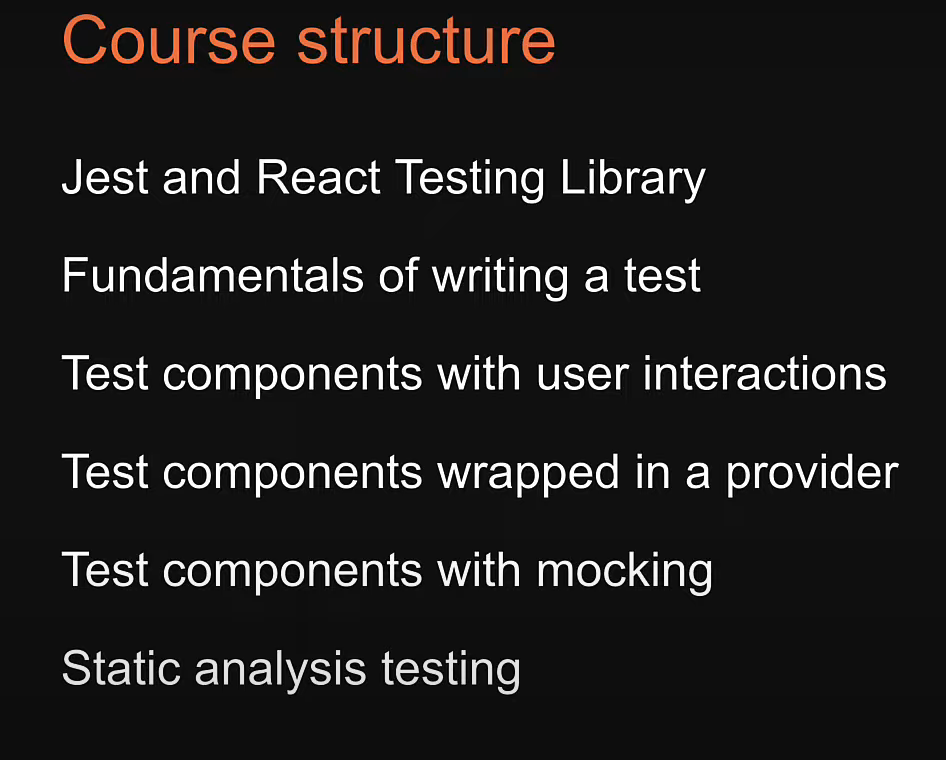 Course structure
Jest and React Testing Library
Fundamentals of writing a test
Test components with user interactions
Test components wrapped in a provider
Test components with mocking
Static analysis testing